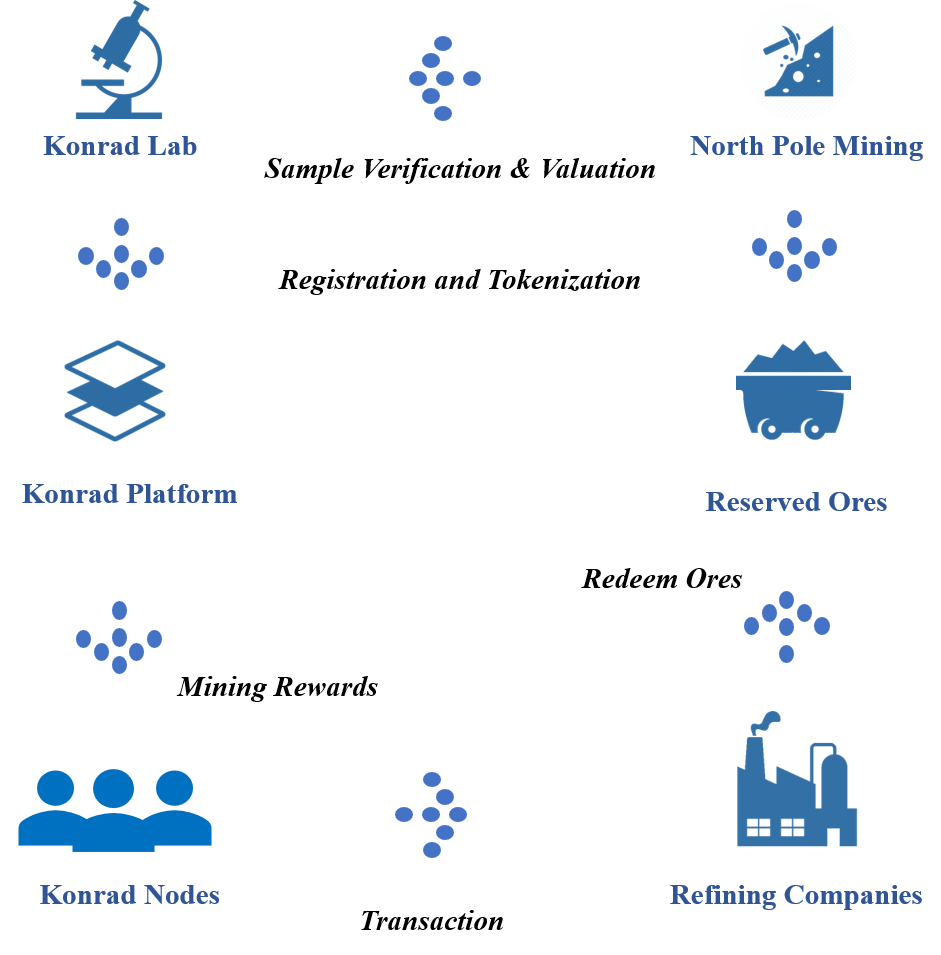 Konrad Lab
North Pole Mining
Sample Verification & Valuation
Registration and Tokenization
Konrad Platform
Reserved Ores
Redeem Ores
Mining Rewards
Konrad Nodes
Refining Companies
Transaction